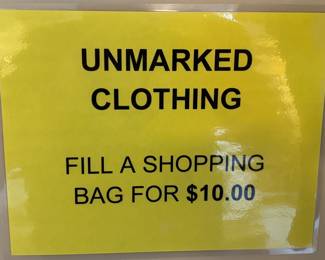 UNMARKED
CLOTHING
FILL A SHOPPING
BAG FOR $10.00